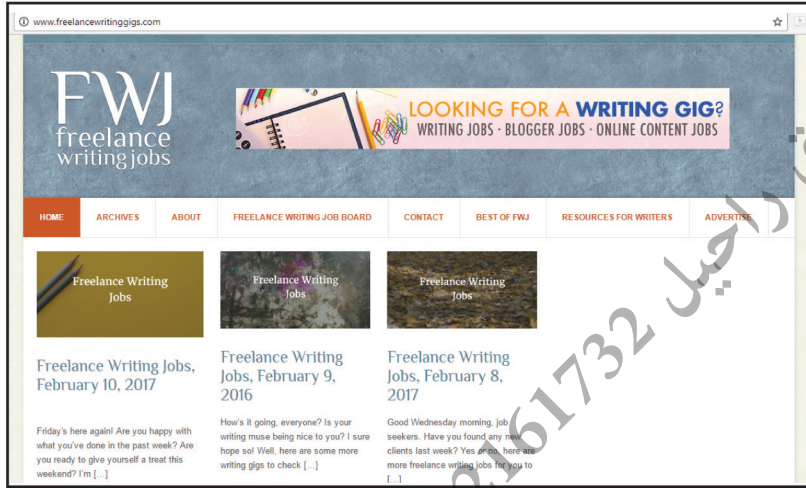 www.freelancewritinggigs.com
FWJ
freelance
writing jobs
LOOKING FOR A WRITING GIG?
WRITING JOBS · BLOGGER JOBS · ONLINE CONTENT JOBS
HOME ARCHIVES ABOUT FREELANCE WRITING JOB BOARD CONTACT BEST OF FWJ RESOURCES FOR WRITERS ADVERTISE
Freelance Writing
Jobs
Freelance Writing Jobs,
February 10, 2017
Friday's here again! Are you happy with
what you've done in the past week? Are
you ready to give yourself a treat this
weekend? I'm [...]
Freelance Writing
Jobs
Freelance Writing
Jobs, February 9,
2016
How's it going, everyone? Is your
writing muse being nice to you? I sure
hope so! Well, here are some more
writing gigs to check [...]
Freelance Writing
Jobs
Freelance Writing
Jobs, February 8,
2017
Good Wednesday morning, job
seekers. Have you found any new
clients last week? Yes or no, here are
more freelance writing jobs for you to
[...]
راحيل
2161732